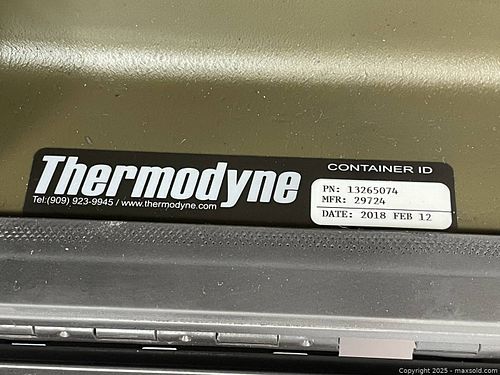 Thermodyne
Tel:(909) 923-9945 / www.thermodyne.com
CONTAINER ID
PN: 13265074
MFR: 29724
DATE: 2018 FEB 12
Copyright 2025 - maxsold.com